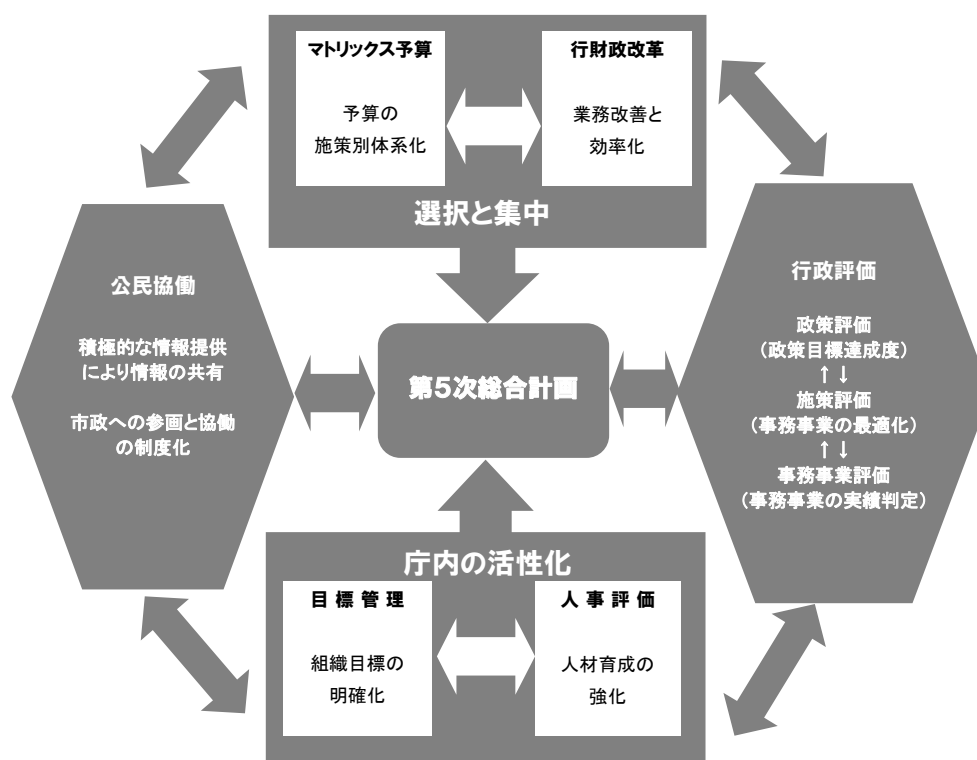 マトリックス予算
予算の
施策別体系化
行財政改革
業務改善と
効率化
選択と集中
公民協働
積極的な情報提供
により情報の共有
市政への参画と協働
の制度化
第5次総合計画
行政評価
政策評価
（政策目標達成度）
↑ ↓
施策評価
（事務事業の最適化）
↑ ↓
事務事業評価
（事務事業の実績判定）
庁内の活性化
目 標 管 理
組織目標の
明確化
人 事 評 価
人材育成の
強化